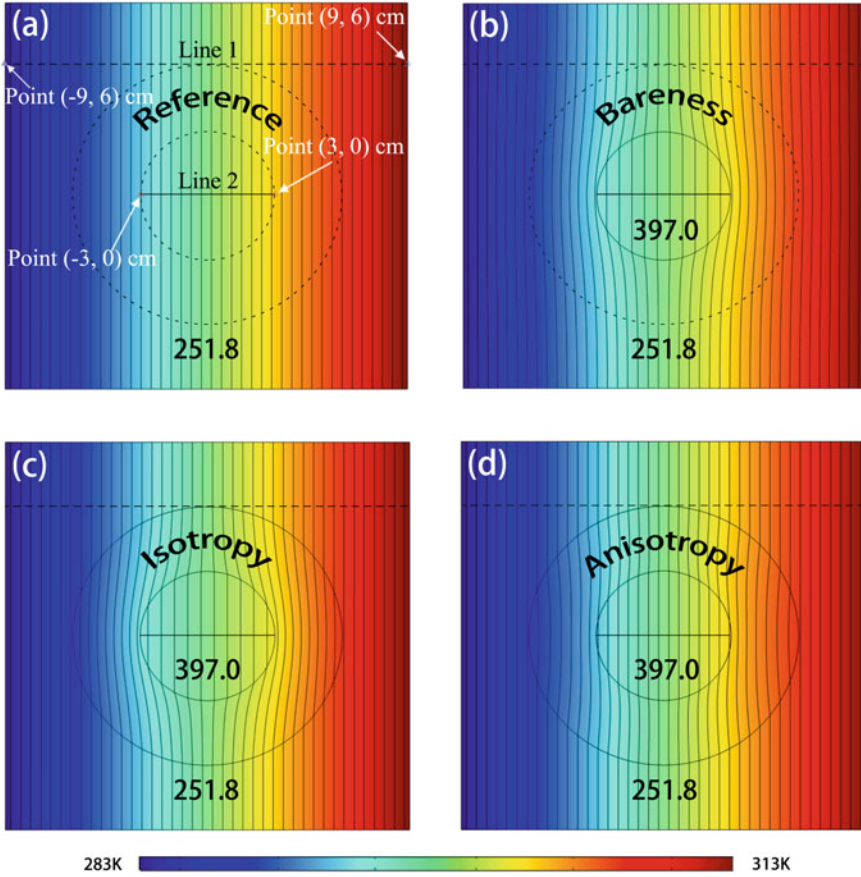 (a)
Point (9, 6) cm
Line 1
Point (-9, 6) cm
Reference
Point (3, 0) cm
Line 2
Point (-3, 0) cm
251.8
(b)
Bareness
397.0
251.8
(c)
Isotropy
397.0
251.8
(d)
Anisotropy
397.0
251.8
283K
313K